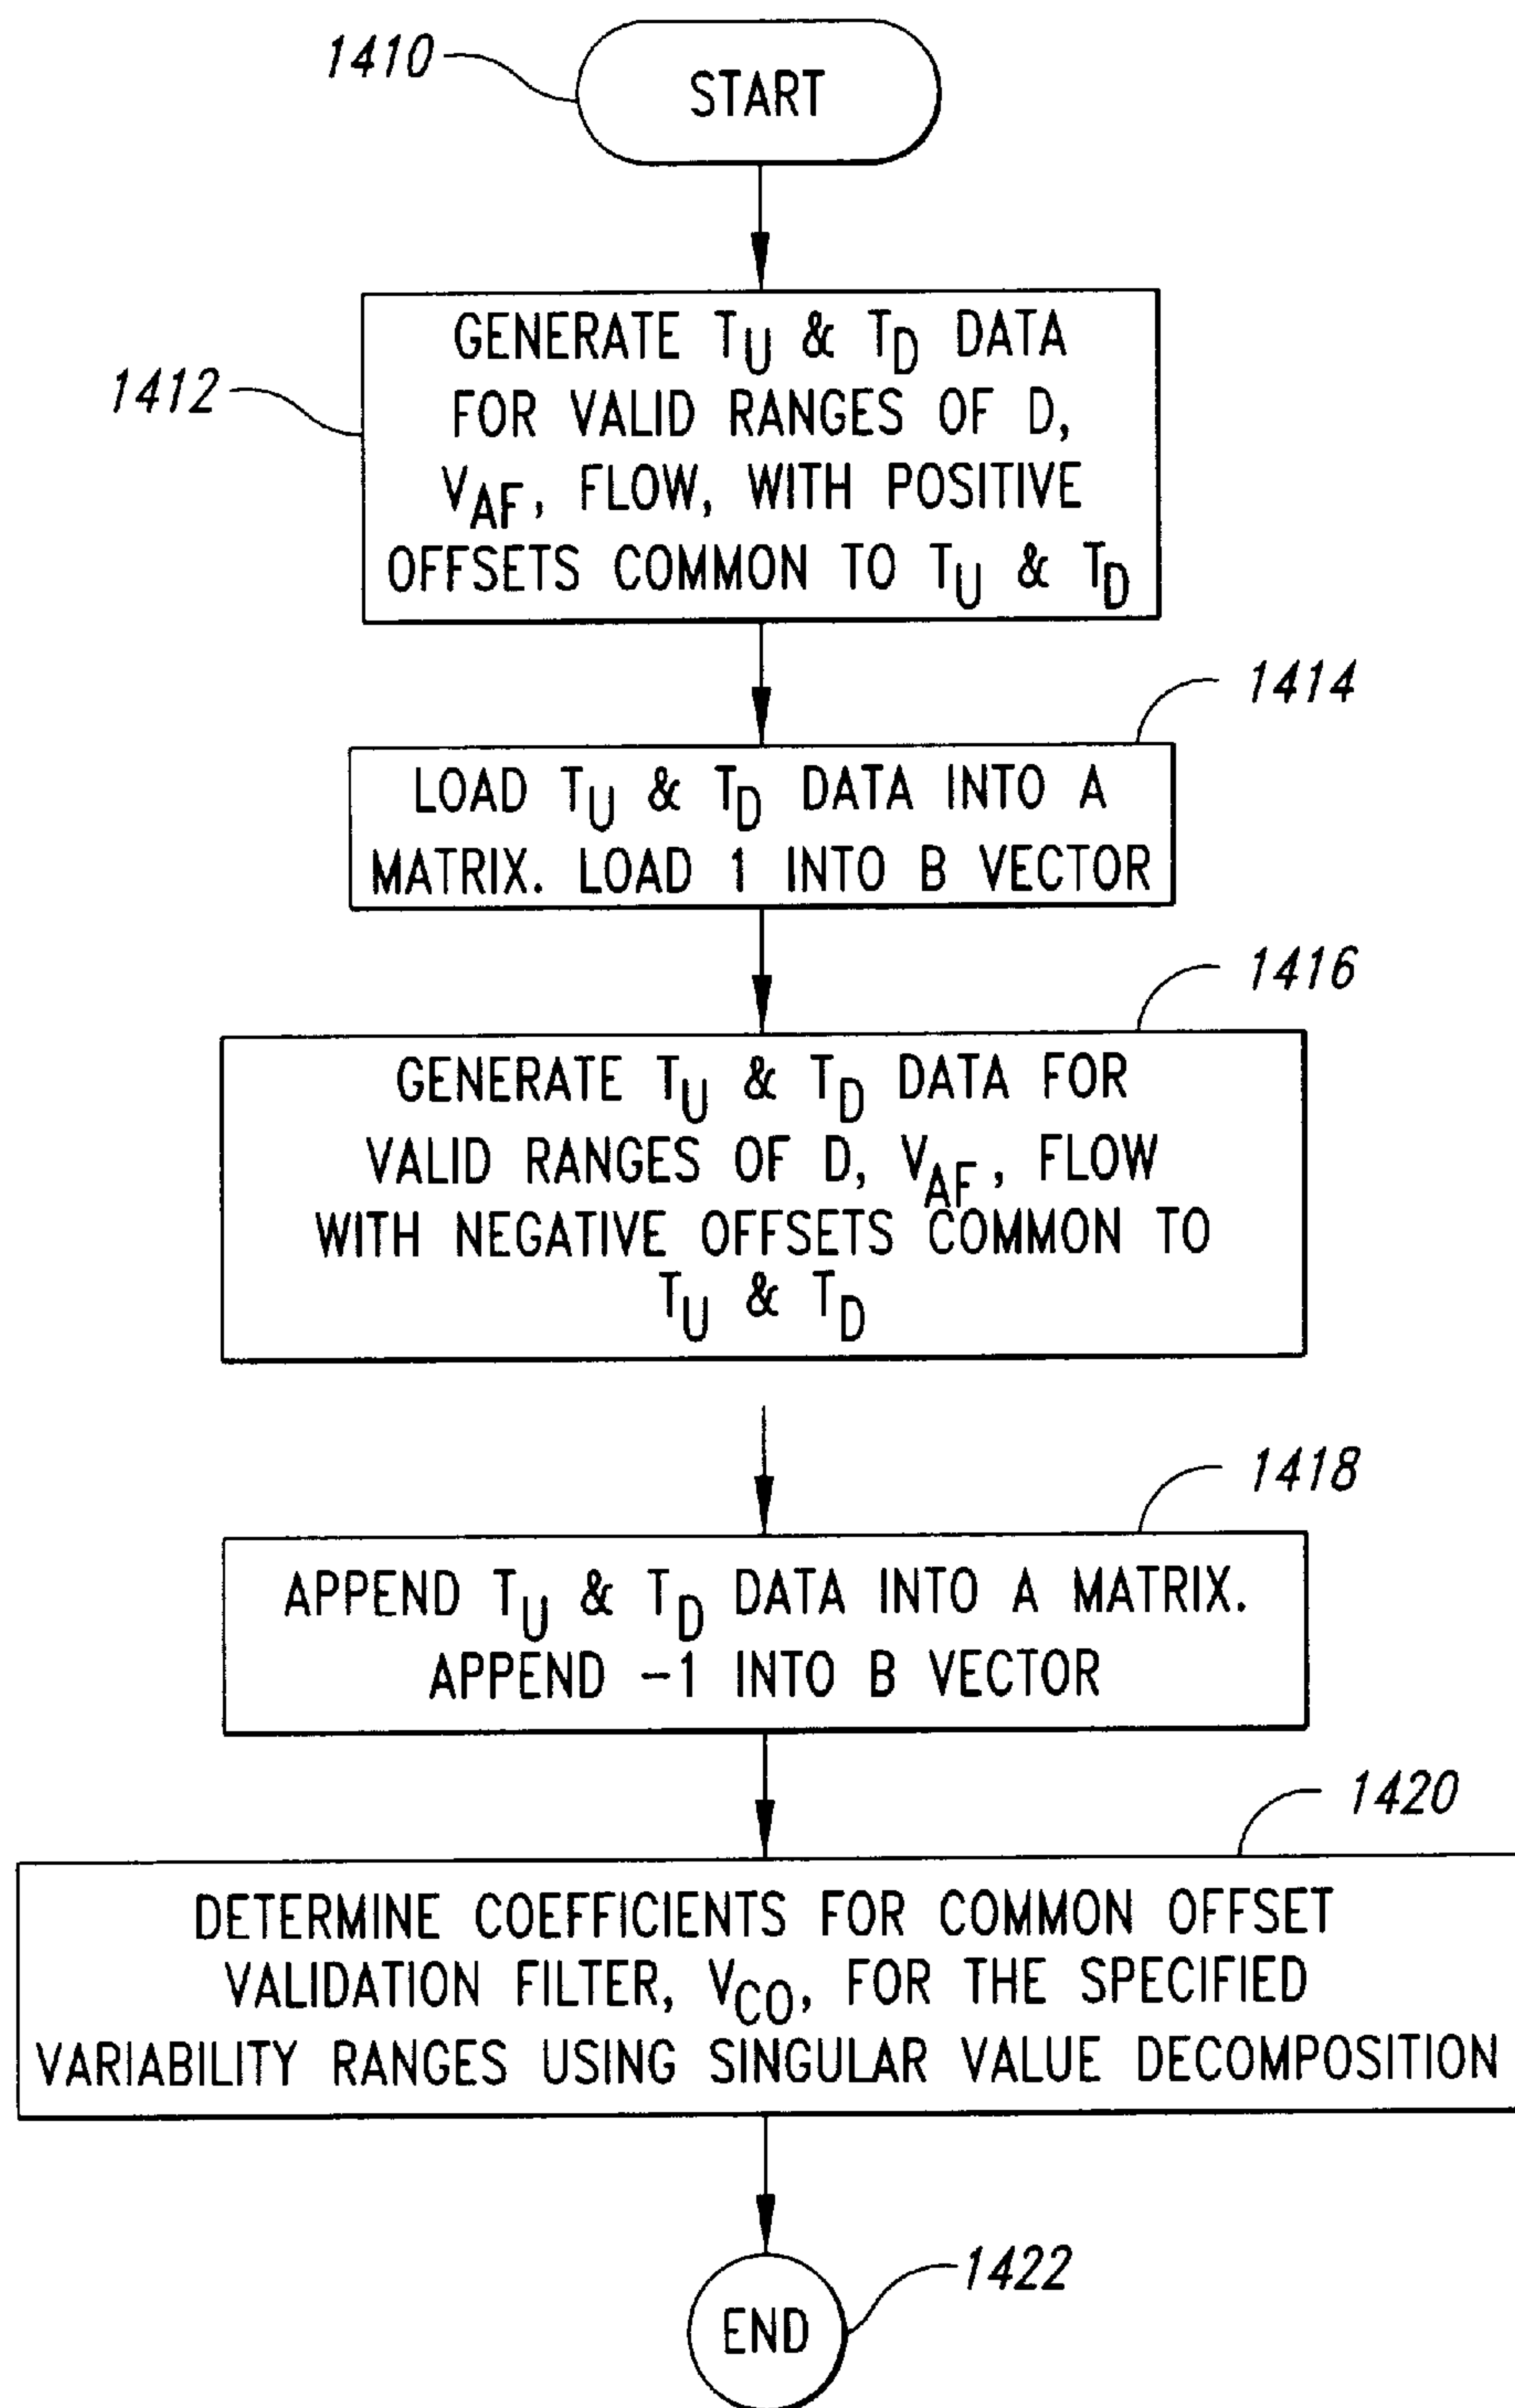 1410
START
1412
GENERATE TU & TD DATA
FOR VALID RANGES OF D,
VAF, FLOW, WITH POSITIVE
OFFSETS COMMON TO TU & TD
1414
LOAD TU & TD DATA INTO A
MATRIX. LOAD 1 INTO B VECTOR
1416
GENERATE TU & TD DATA FOR
VALID RANGES OF D, VAF, FLOW
WITH NEGATIVE OFFSETS COMMON TO
TU & TD
1418
APPEND TU & TD DATA INTO A MATRIX.
APPEND -1 INTO B VECTOR
1420
DETERMINE COEFFICIENTS FOR COMMON OFFSET
VALIDATION FILTER, VCO, FOR THE SPECIFIED
VARIABILITY RANGES USING SINGULAR VALUE DECOMPOSITION
1422
END